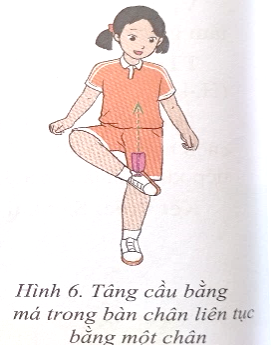 Hình 6. Tâng cầu bằng
má trong bàn chân liên tục
bằng một chân